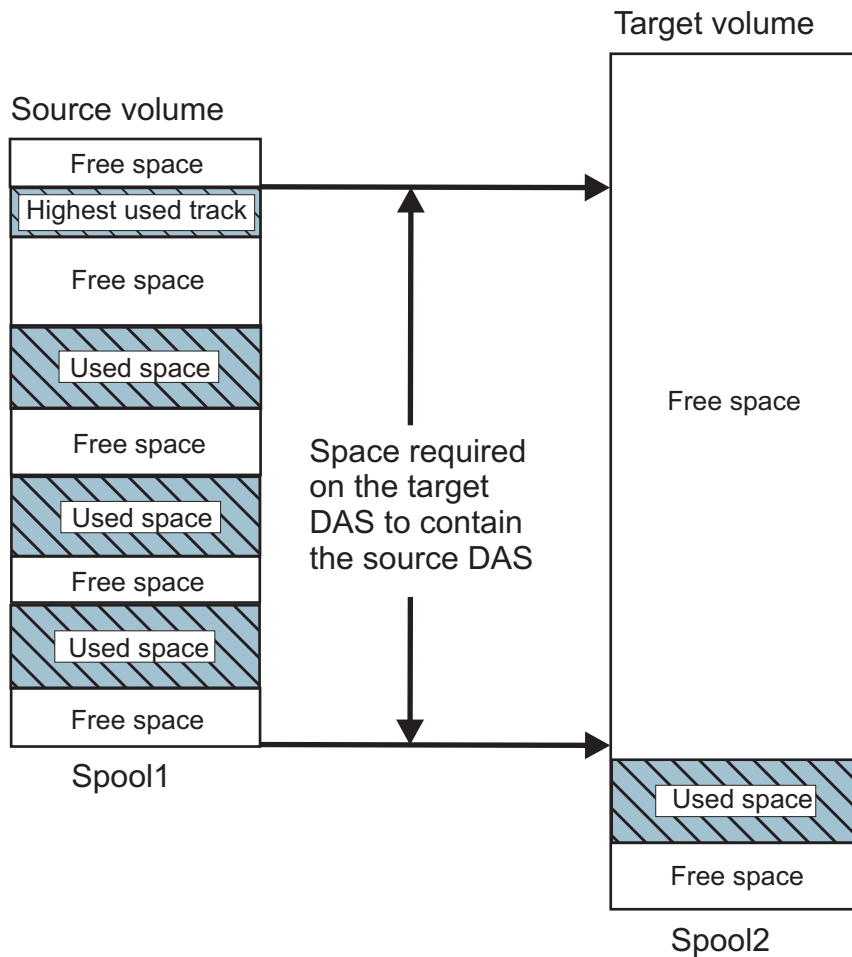 Target volume
Source volume
Free space
Highest used track
Free space
Used space
Free space
Used space
Free space
Used space
Free space
Spool1
Space required
on the target
DAS to contain
the source DAS
Free space
Used space
Free space
Spool2